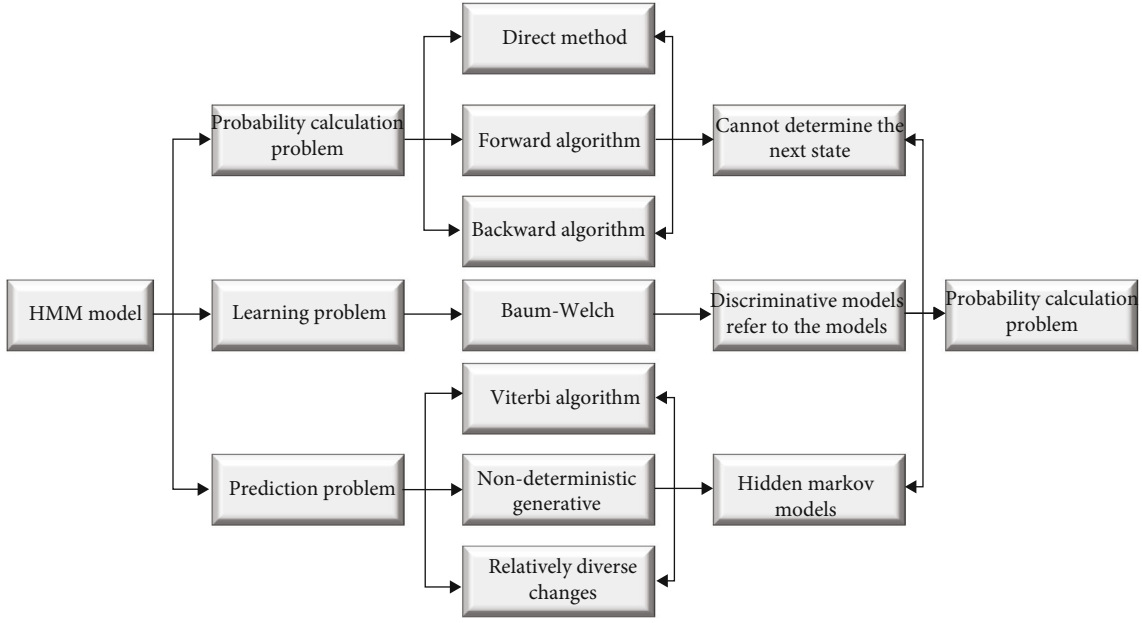 Direct method
Probability calculation
problem
Forward algorithm
Cannot determine the
next state
Backward algorithm
HMM model
Learning problem
Baum-Welch
Discriminative models
refer to the models
Probability calculation
problem
Viterbi algorithm
Prediction problem
Non-deterministic
generative
Hidden markov
models
Relatively diverse
changes